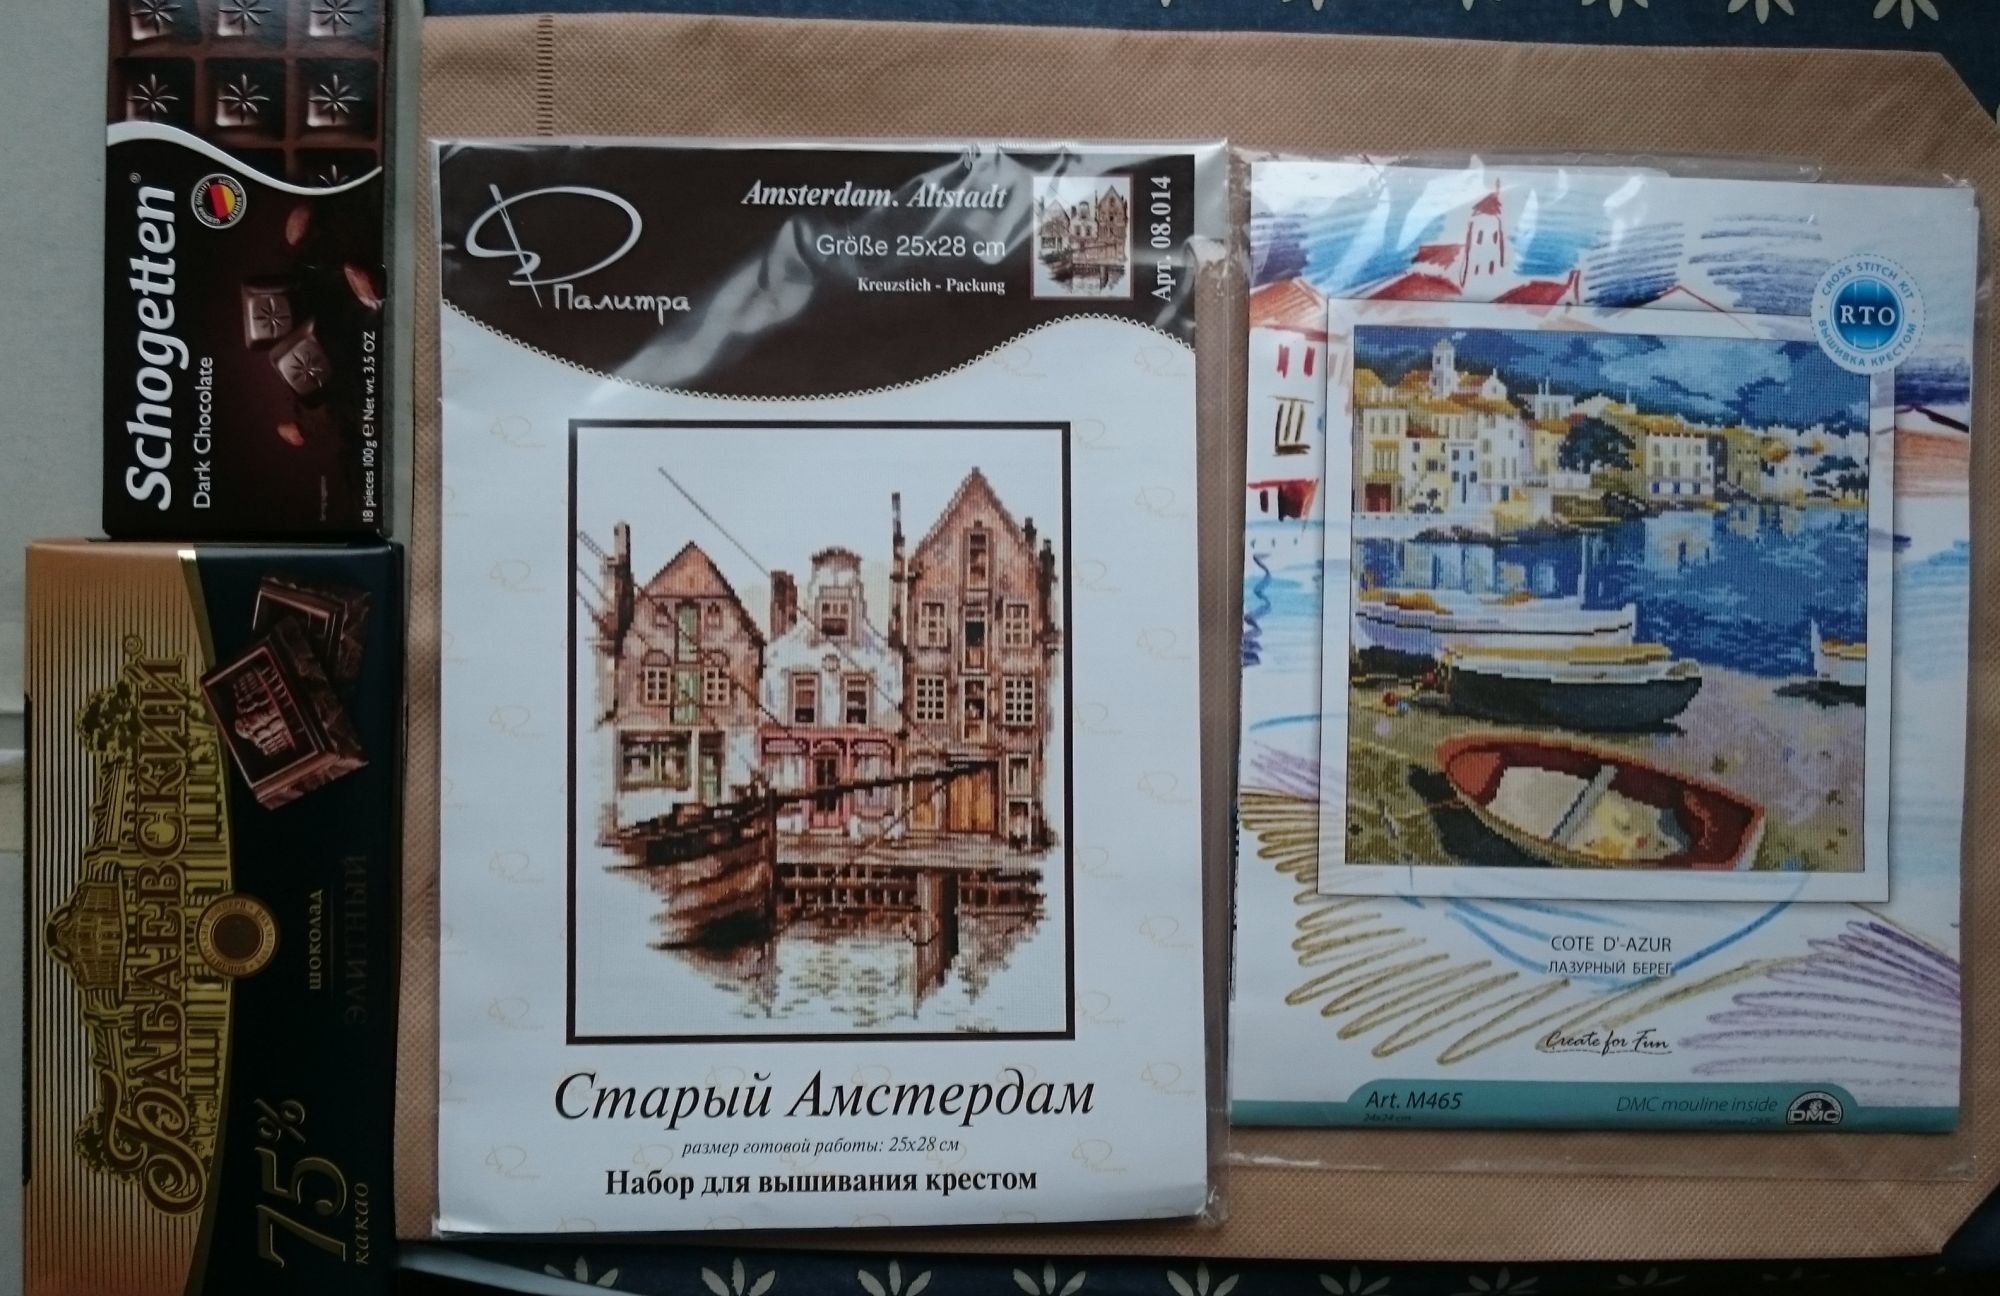 Schogetten®
Dark Chocolate
18 pieces 100 g e Net wt. 3.5 OZ
БАБАЕВСКИЙ®
ШОКОЛАД
ЭЛИТНЫЙ
75%
какао
Палитра
Amsterdam. Altstadt
Größe 25x28 cm
Kreuzstich - Packung
Арт. 08.014
Старый Амстердам
размер готовой работы: 25x28 см
Набор для вышивания крестом
CROSS STITCH KIT
RTO
ВЫШИВКА КРЕСТОМ
COTE D'-AZUR
ЛАЗУРНЫЙ БЕРЕГ
Create for Fun
Art. M465
24x24 cm
DMC mouline inside
DMC